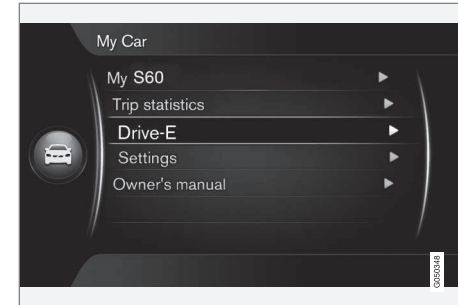 My Car
My S60
Trip statistics
Drive-E
Settings
Owner's manual
G050348